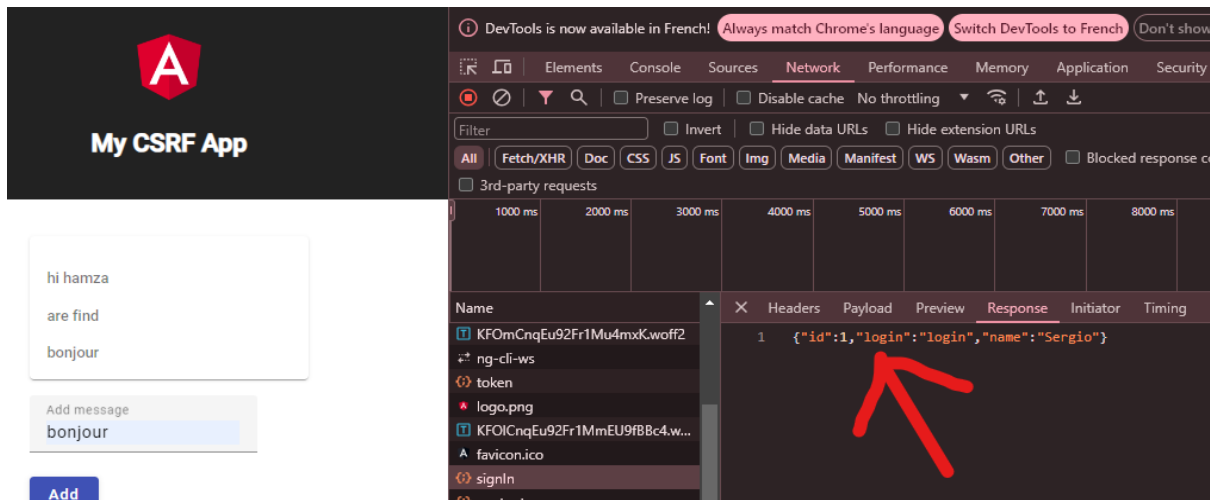 A
My CSRF App
hi hamza
are find
bonjour
Add message
bonjour
Add
DevTools is now available in French! Always match Chrome's language Switch DevTools to French Don't show
Elements Console Sources Network Performance Memory Application Security
Preserve log Disable cache No throttling
Filter Invert Hide data URLs Hide extension URLs
All Fetch/XHR Doc CSS JS Font Img Media Manifest WS Wasm Other Blocked response c
3rd-party requests
1000 ms 2000 ms 3000 ms 4000 ms 5000 ms 6000 ms 7000 ms 8000 ms
Name
KFOmCnqEu92Fr1Mu4mxK.woff2
ng-cli-ws
token
logo.png
KFOlCnqEu92Fr1MmEU9fBBc4.w...
favicon.ico
signIn
Headers Payload Preview Response Initiator Timing
1 {"id":1,"login":"login","name":"Sergio"}